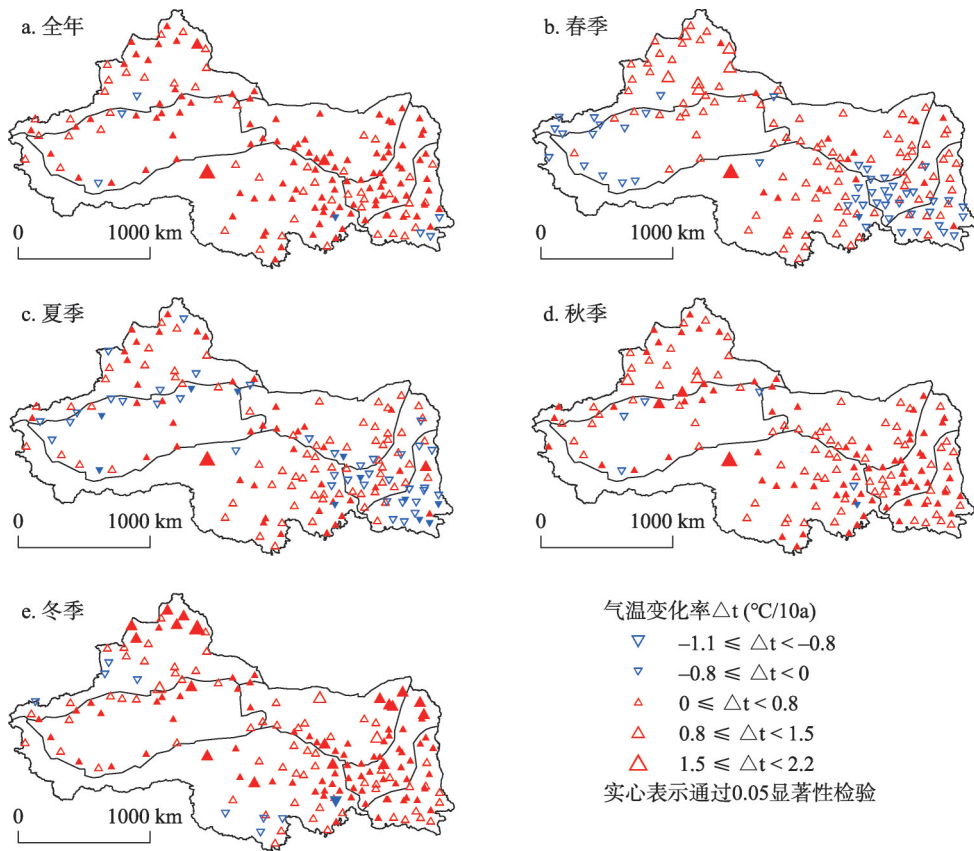 a. 全年
0 1000 km
b. 春季
0 1000 km
c. 夏季
0 1000 km
d. 秋季
0 1000 km
e. 冬季
0 1000 km
气温变化率△t (℃/10a)
−1.1 ⩽ △t < −0.8
−0.8 ⩽ △t < 0
0 ⩽ △t < 0.8
0.8 ⩽ △t < 1.5
1.5 ⩽ △t < 2.2
实心表示通过0.05显著性检验